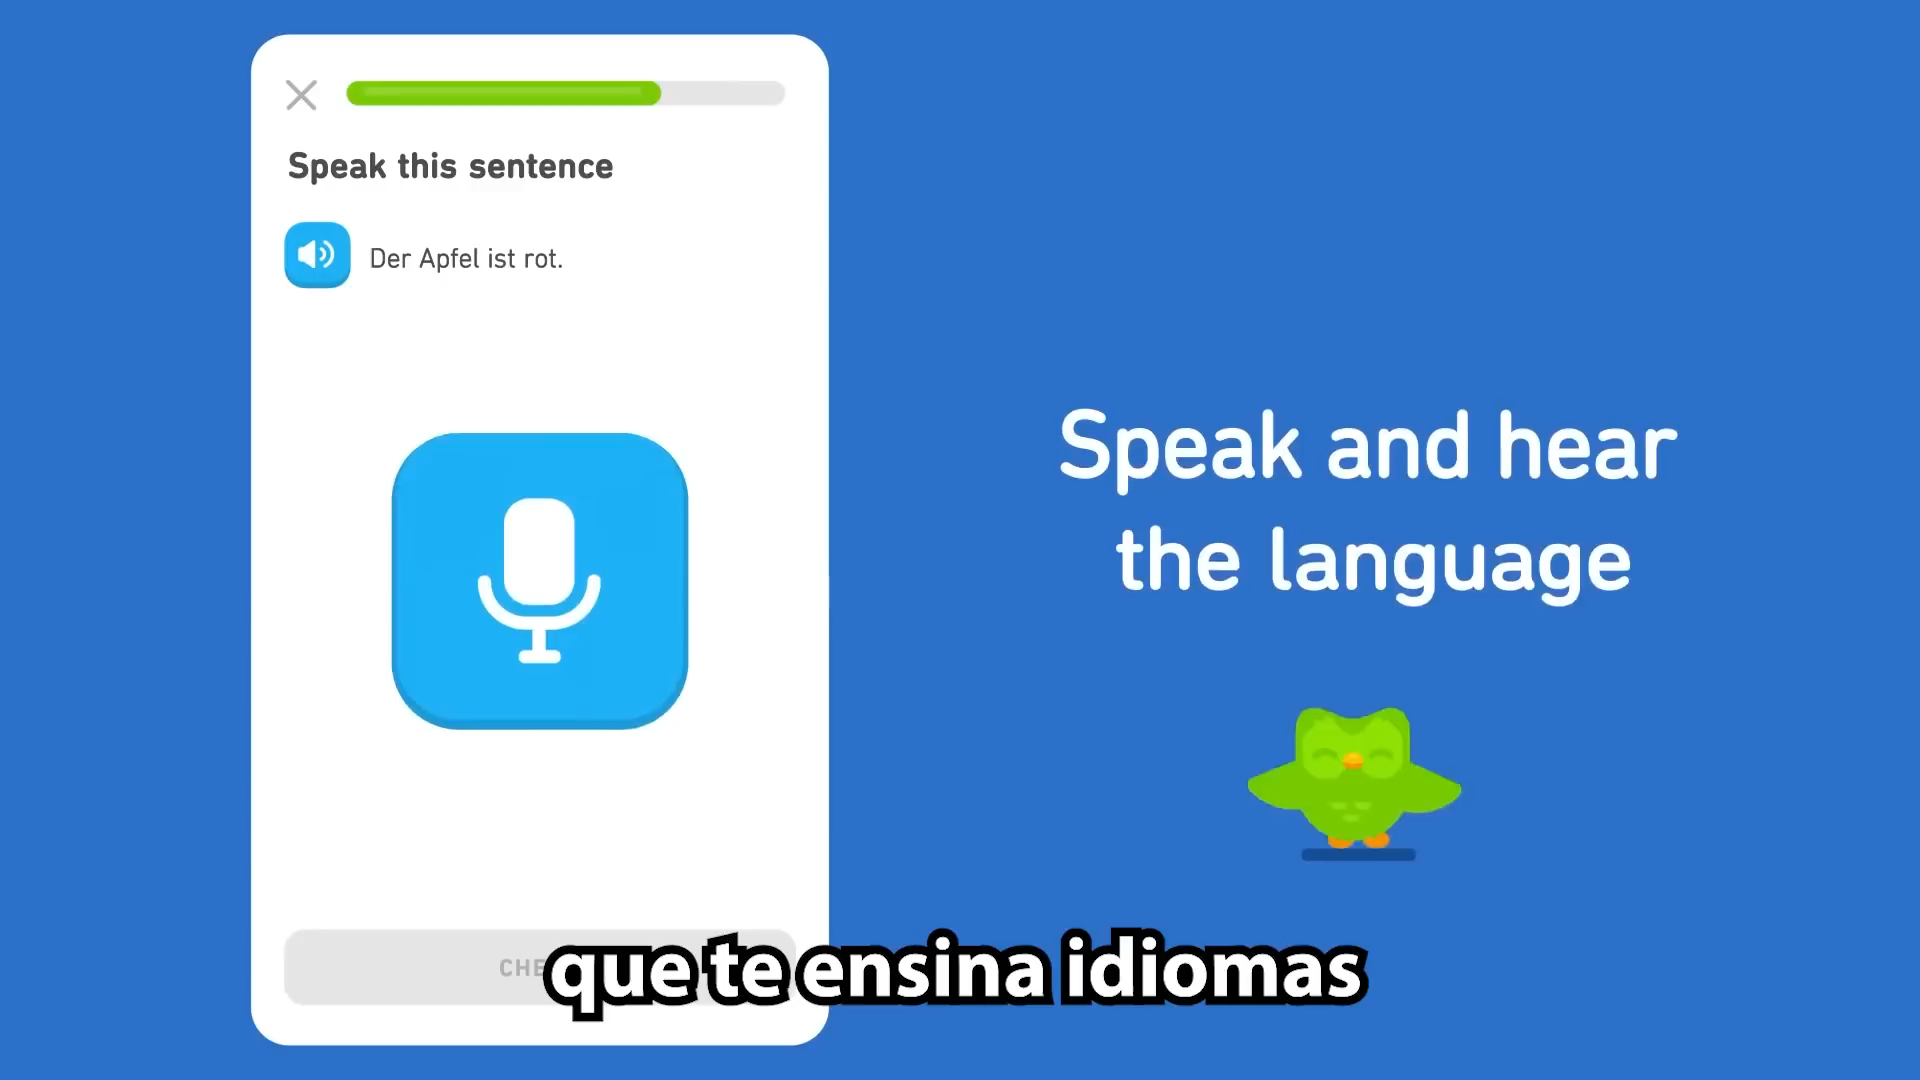 Speak this sentence
Der Apfel ist rot.
Speak and hear
the language
que te ensina idiomas